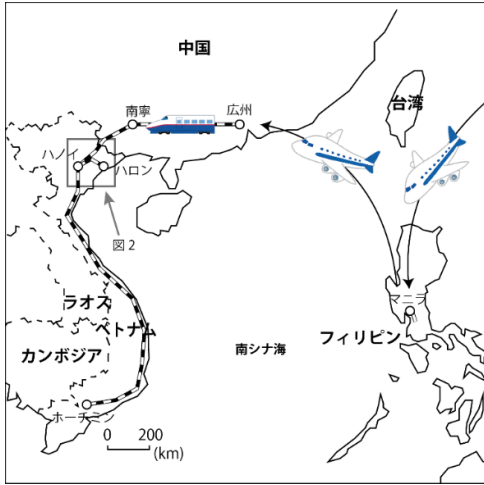 中国
台湾
南寧
広州
ハノイ
ハロン
図2
マニラ
ラオス
ベトナム
フィリピン
カンボジア
南シナ海
ホーチミン
0 200
(km)